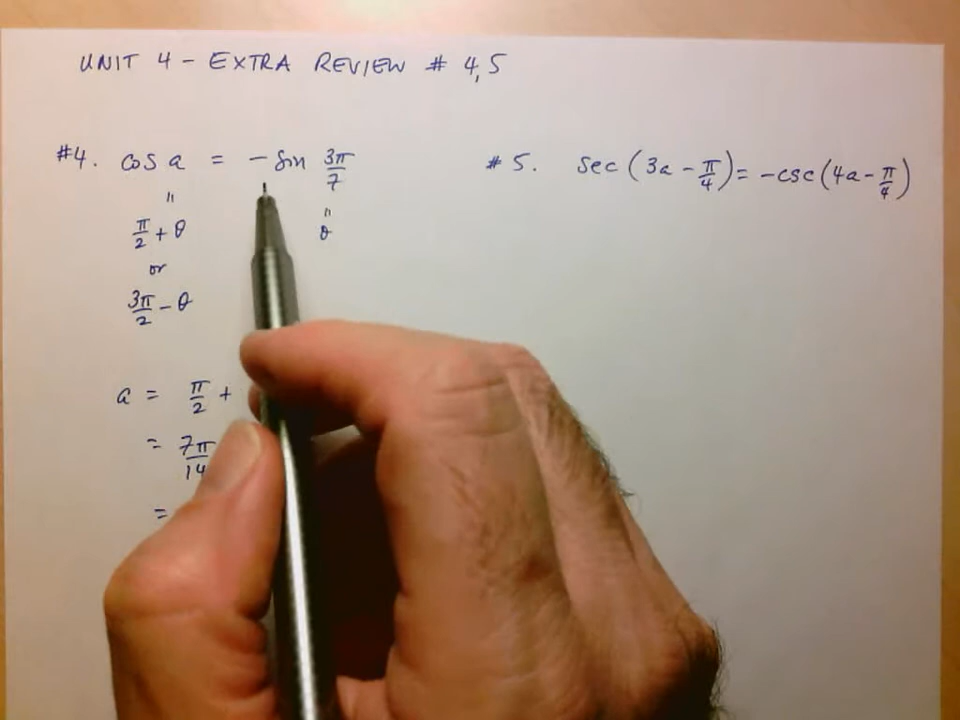 UNIT 4 - EXTRA REVIEW # 4,5
#4. cos a = - sin 3π/7
" "
π/2 + θ θ
or
3π/2 - θ
a = π/2 +
= 7π/14
=
# 5. sec (3a - π/4) = -csc (4a - π/4)